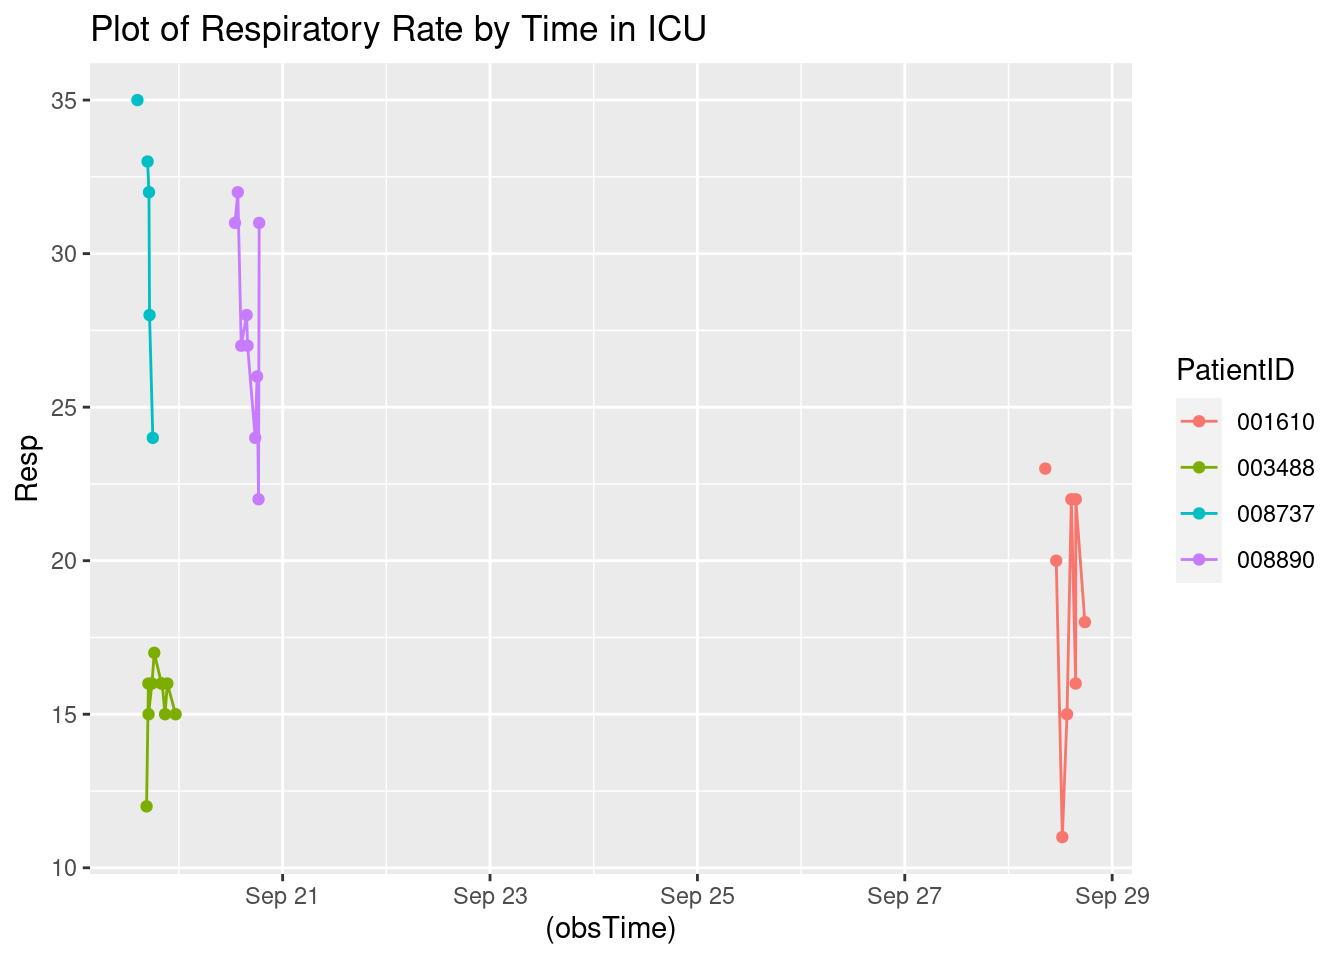 Plot of Respiratory Rate by Time in ICU
35
30
25
20
15
10
Resp
Sep 21
Sep 23
Sep 25
Sep 27
Sep 29
(obsTime)
PatientID
001610
003488
008737
008890